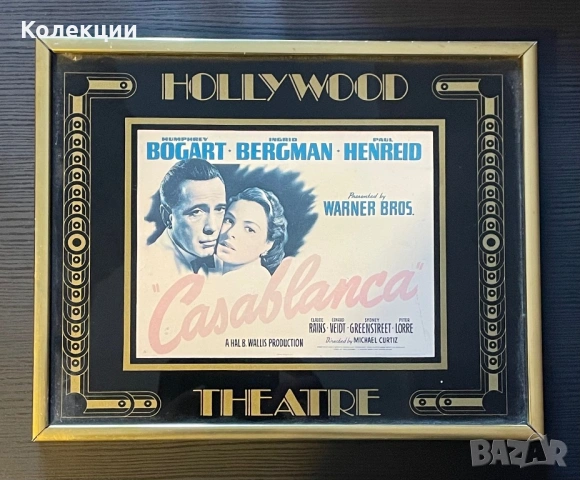 Колекции
HOLLYWOOD
HUMPHREY INGRID PAUL
BOGART · BERGMAN · HENREID
Presented by
WARNER BROS.
"Casablanca"
CLAUDE CONRAD SYDNEY PETER
RAINS · VEIDT · GREENSTREET · LORRE
A HAL B. WALLIS PRODUCTION
Directed by MICHAEL CURTIZ
THEATRE
BAZAR